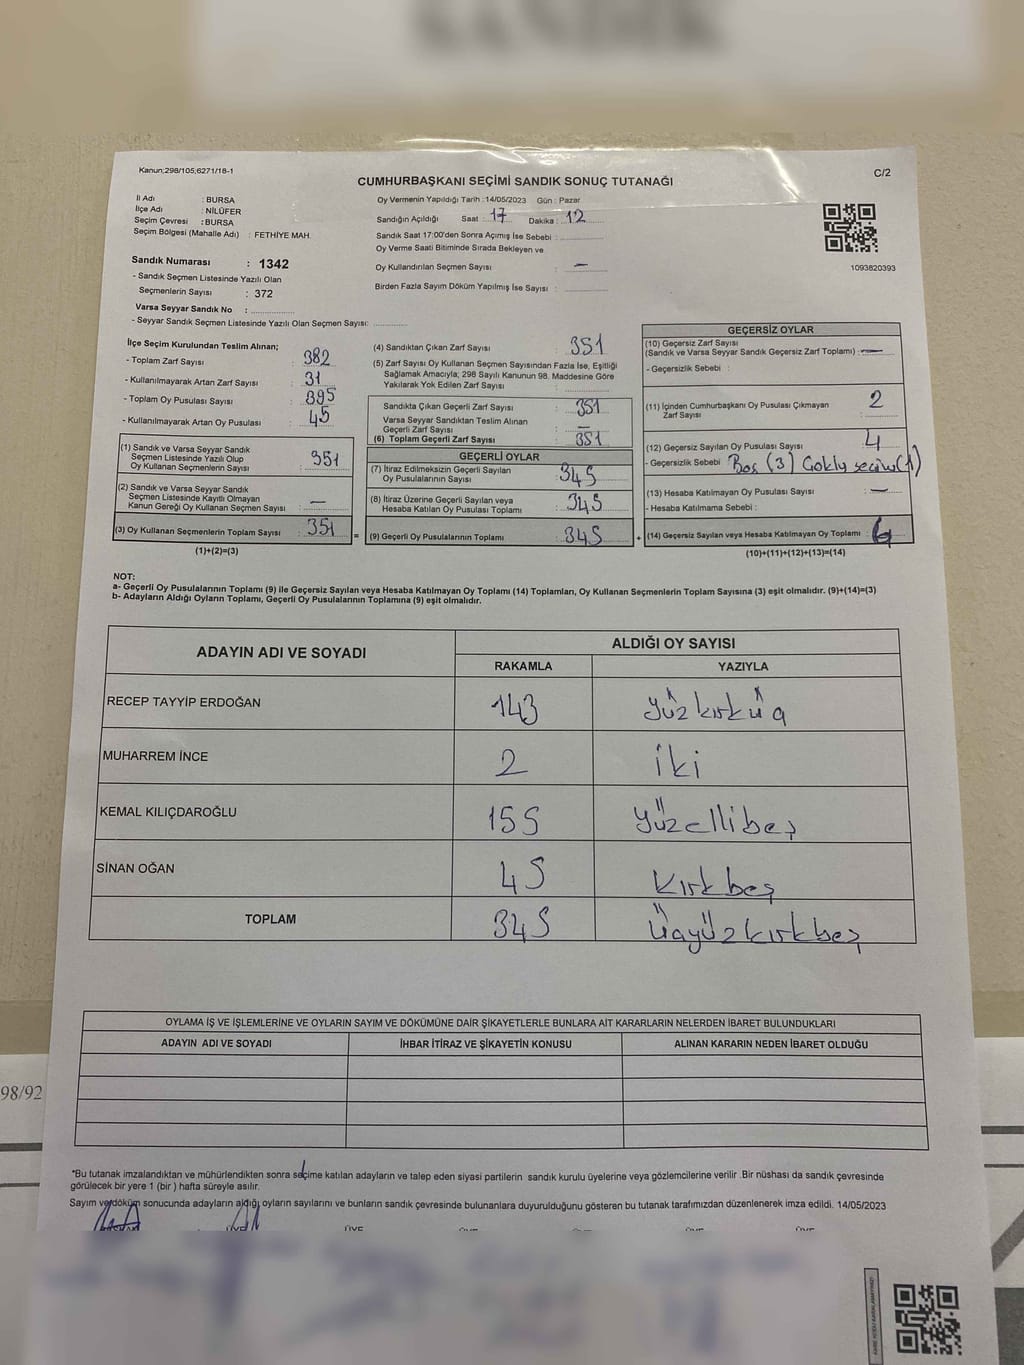 SANDIK
Kanun;298/105;6271/18-1
C/2
CUMHURBAŞKANI SEÇİMİ SANDIK SONUÇ TUTANAĞI
İl Adı : BURSA
İlçe Adı : NİLÜFER
Seçim Çevresi : BURSA
Seçim Bölgesi (Mahalle Adı) : FETHİYE MAH.
Sandık Numarası : 1342
- Sandık Seçmen Listesinde Yazılı Olan
Seçmenlerin Sayısı : 372
Varsa Seyyar Sandık No :
- Seyyar Sandık Seçmen Listesinde Yazılı Olan Seçmen Sayısı:
Oy Vermenin Yapıldığı Tarih :14/05/2023 Gün : Pazar
Sandığın Açıldığı Saat : 17 Dakika : 12
Sandık Saat 17:00'den Sonra Açımış İse Sebebi :
Oy Verme Saati Bitiminde Sırada Bekleyen ve
Oy Kullandırılan Seçmen Sayısı : —
Birden Fazla Sayım Döküm Yapılmış İse Sayısı :
1093820393
İlçe Seçim Kurulundan Teslim Alınan;
- Toplam Zarf Sayısı : 382
- Kullanılmayarak Artan Zarf Sayısı : 31
- Toplam Oy Pusulası Sayısı : 395
- Kullanılmayarak Artan Oy Pusulası : 45
(1) Sandık ve Varsa Seyyar Sandık
Seçmen Listesinde Yazılı Olup
Oy Kullanan Seçmenlerin Sayısı : 351
(2) Sandık ve Varsa Seyyar Sandık
Seçmen Listesinde Kayıtlı Olmayan
Kanun Gereği Oy Kullanan Seçmen Sayısı : —
(3) Oy Kullanan Seçmenlerin Toplam Sayısı : 351
(1)+(2)=(3)
(4) Sandıktan Çıkan Zarf Sayısı : 351
(5) Zarf Sayısı Oy Kullanan Seçmen Sayısından Fazla İse, Eşitliği
Sağlamak Amacıyla; 298 Sayılı Kanunun 98. Maddesine Göre
Yakılarak Yok Edilen Zarf Sayısı :
Sandıkta Çıkan Geçerli Zarf Sayısı : 351
Varsa Seyyar Sandıktan Teslim Alınan
Geçerli Zarf Sayısı : —
(6) Toplam Geçerli Zarf Sayısı : 351
GEÇERLİ OYLAR
(7) İtiraz Edilmeksizin Geçerli Sayılan
Oy Pusulalarının Sayısı : 345
(8) İtiraz Üzerine Geçerli Sayılan veya
Hesaba Katılan Oy Pusulası Toplamı : 345
= (9) Geçerli Oy Pusulalarının Toplamı : 345 +
GEÇERSİZ OYLAR
(10) Geçersiz Zarf Sayısı
(Sandık ve Varsa Seyyar Sandık Geçersiz Zarf Toplamı) : —
- Geçersizlik Sebebi :
(11) İçinden Cumhurbaşkanı Oy Pusulası Çıkmayan
Zarf Sayısı : 2
(12) Geçersiz Sayılan Oy Pusulası Sayısı : 4
- Geçersizlik Sebebi : Boş (3) Çoklu seçim(1)
(13) Hesaba Katılmayan Oy Pusulası Sayısı : —
- Hesaba Katılmama Sebebi :
(14) Geçersiz Sayılan veya Hesaba Katılmayan Oy Toplamı : 6
(10)+(11)+(12)+(13)=(14)
NOT:
a- Geçerli Oy Pusulalarının Toplamı (9) ile Geçersiz Sayılan veya Hesaba Katılmayan Oy Toplamı (14) Toplamları, Oy Kullanan Seçmenlerin Toplam Sayısına (3) eşit olmalıdır. (9)+(14)=(3)
b- Adayların Aldığı Oyların Toplamı, Geçerli Oy Pusulalarının Toplamına (9) eşit olmalıdır.
ADAYIN ADI VE SOYADI
ALDIĞI OY SAYISI
RAKAMLA YAZIYLA
RECEP TAYYİP ERDOĞAN 143 Yüzkırküç
MUHARREM İNCE 2 İki
KEMAL KILIÇDAROĞLU 155 Yüzellibeş
SİNAN OĞAN 45 Kırkbeş
TOPLAM 345 Üçyüzkırkbeş
OYLAMA İŞ VE İŞLEMLERİNE VE OYLARIN SAYIM VE DÖKÜMÜNE DAİR ŞİKAYETLERLE BUNLARA AİT KARARLARIN NELERDEN İBARET BULUNDUKLARI
ADAYIN ADI VE SOYADI İHBAR İTİRAZ VE ŞİKAYETİN KONUSU ALINAN KARARIN NEDEN İBARET OLDUĞU
98/92
*Bu tutanak imzalandıktan ve mühürlendikten sonra seçime katılan adayların ve talep eden siyasi partilerin sandık kurulu üyelerine veya gözlemcilerine verilir. Bir nüshası da sandık çevresinde
görülecek bir yere 1 (bir) hafta süreyle asılır.
Sayım ve döküm sonucunda adayların aldığı oyların sayılarını ve bunların sandık çevresinde bulunanlara duyurulduğunu gösteren bu tutanak tarafımızdan düzenlenerek imza edildi. 14/05/2023
BAŞKAN ÜYE ÜYE ÜYE ÜYE ÜYE